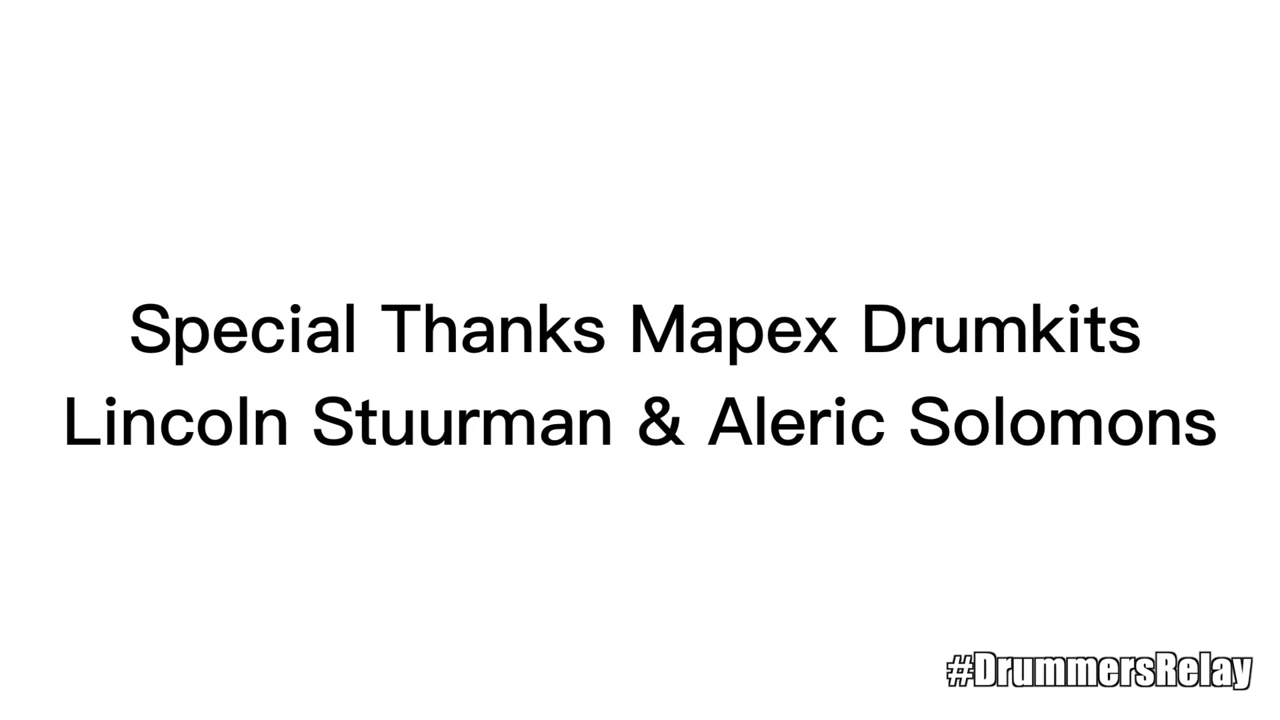 Special Thanks Mapex Drumkits
Lincoln Stuurman & Aleric Solomons
#DrummersRelay